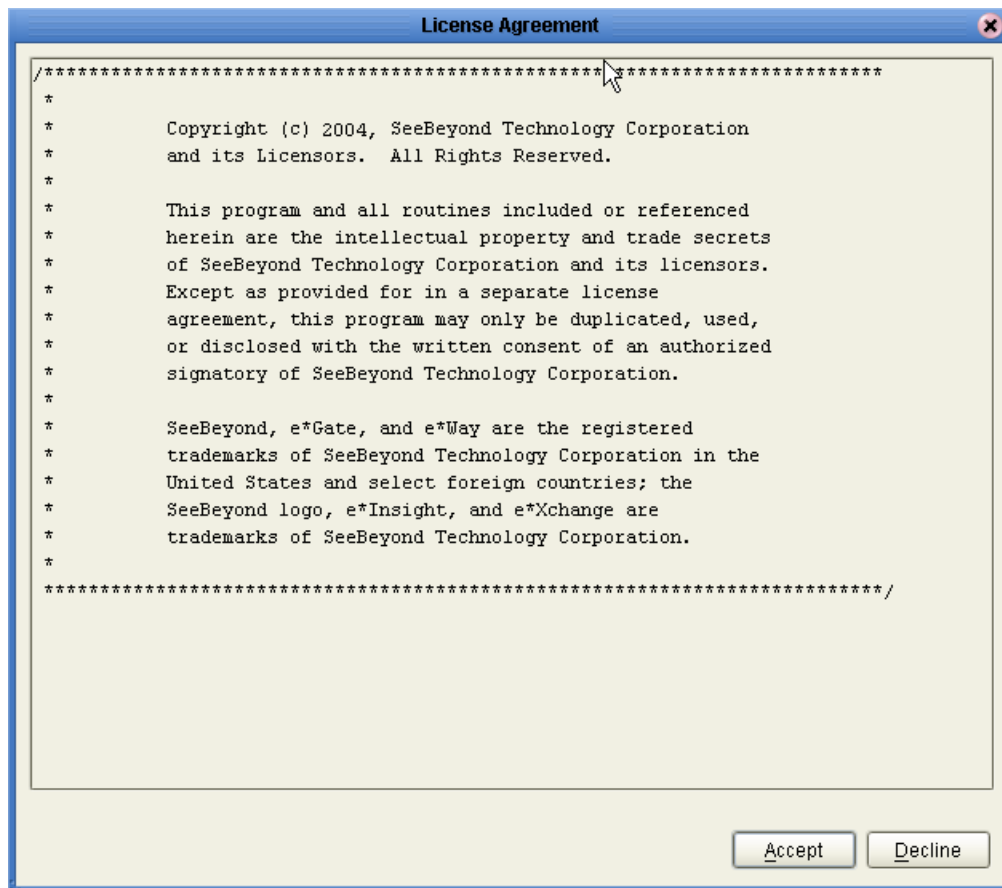 License Agreement
/***************************************************************************
*
* Copyright (c) 2004, SeeBeyond Technology Corporation
* and its Licensors. All Rights Reserved.
*
* This program and all routines included or referenced
* herein are the intellectual property and trade secrets
* of SeeBeyond Technology Corporation and its licensors.
* Except as provided for in a separate license
* agreement, this program may only be duplicated, used,
* or disclosed with the written consent of an authorized
* signatory of SeeBeyond Technology Corporation.
*
* SeeBeyond, e*Gate, and e*Way are the registered
* trademarks of SeeBeyond Technology Corporation in the
* United States and select foreign countries; the
* SeeBeyond logo, e*Insight, and e*Xchange are
* trademarks of SeeBeyond Technology Corporation.
*
***************************************************************************/
Accept Decline